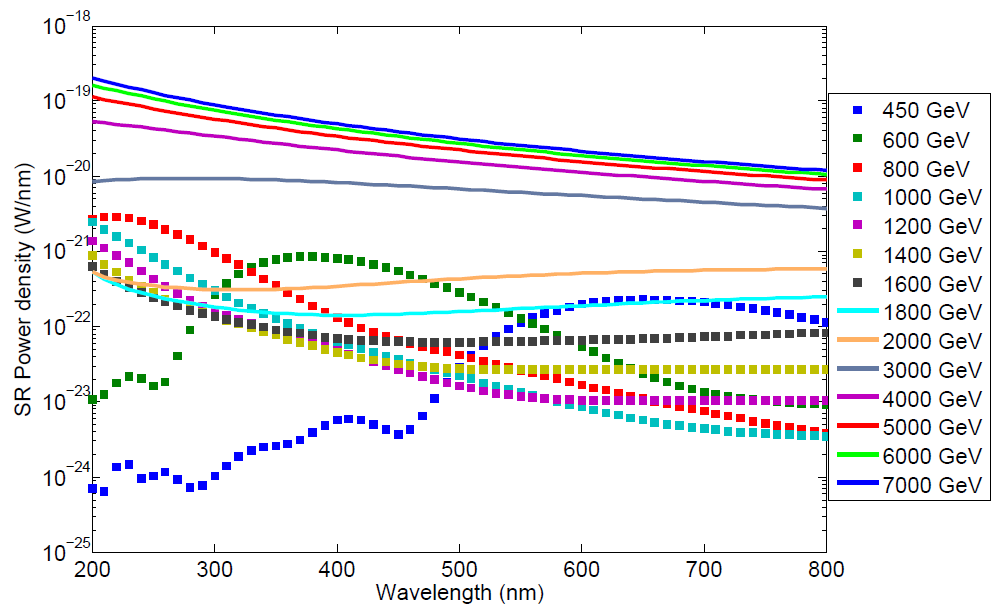 10^-18
10^-19
10^-20
10^-21
10^-22
10^-23
10^-24
10^-25
SR Power density (W/nm)
200 300 400 500 600 700 800
Wavelength (nm)
450 GeV
600 GeV
800 GeV
1000 GeV
1200 GeV
1400 GeV
1600 GeV
1800 GeV
2000 GeV
3000 GeV
4000 GeV
5000 GeV
6000 GeV
7000 GeV